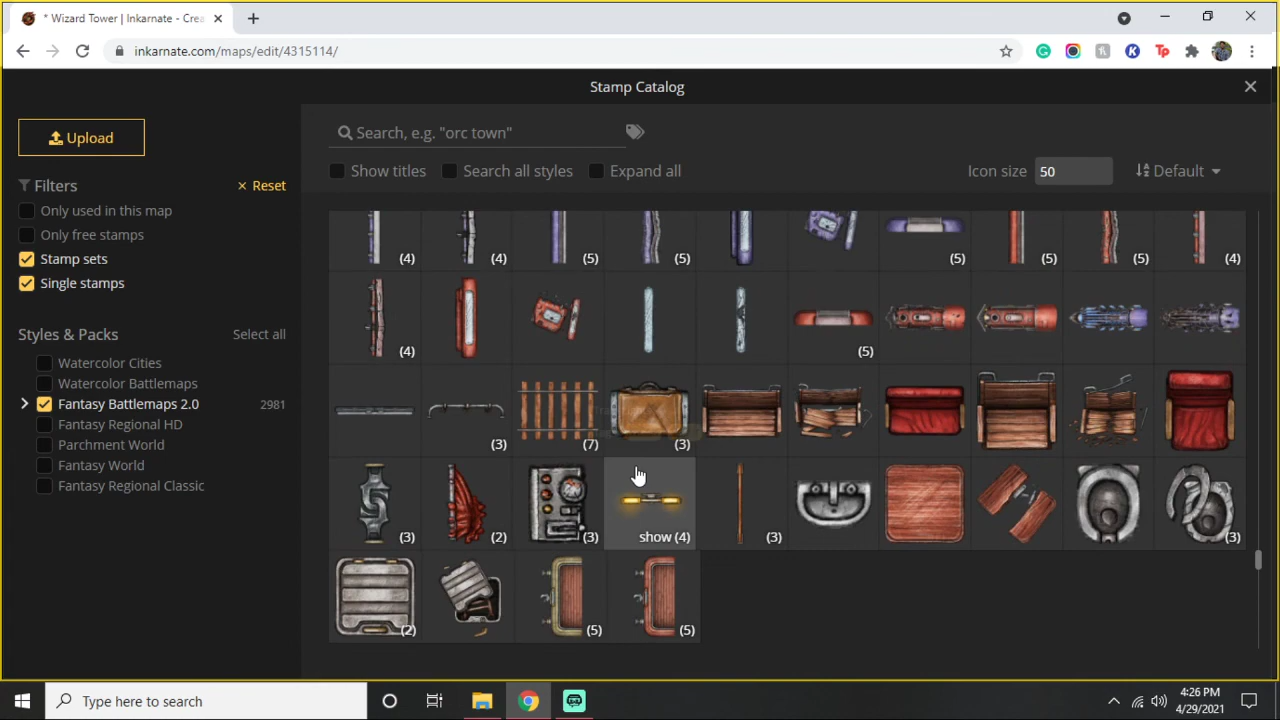 * Wizard Tower | Inkarnate - Crea
inkarnate.com/maps/edit/4315114/
Stamp Catalog
Upload
Search, e.g. "orc town"
Show titles Search all styles Expand all Icon size 50 Default
Filters Reset
Only used in this map
Only free stamps
Stamp sets
Single stamps
Styles & Packs Select all
Watercolor Cities
Watercolor Battlemaps
Fantasy Battlemaps 2.0 2981
Fantasy Regional HD
Parchment World
Fantasy World
Fantasy Regional Classic
(4) (4) (5) (5) (5) (5) (5) (4)
(4) (5)
(3) (7) (3)
(3) (2) (3) show (4) (3) (3)
(2) (5) (5)
Type here to search
4:26 PM
4/29/2021